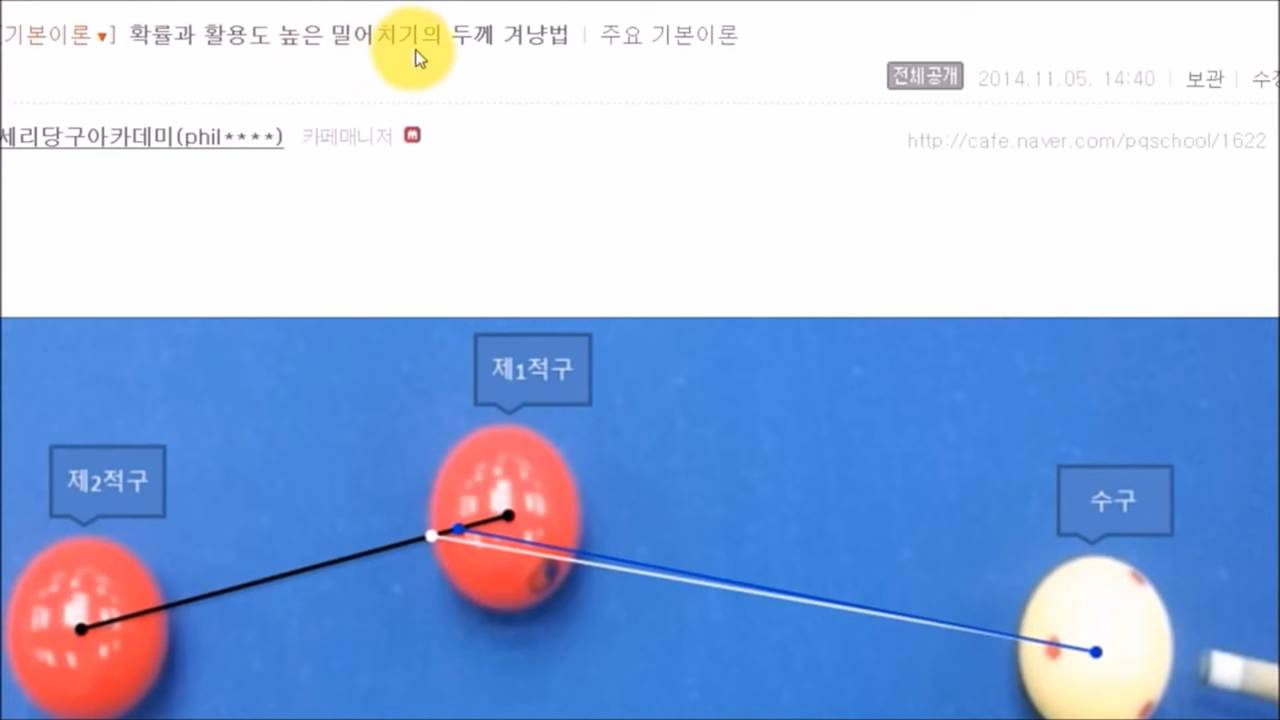 기본이론▼] 확률과 활용도 높은 밀어치기의 두께 겨냥법 | 주요 기본이론
전체공개 2014.11.05. 14:40 | 보관 | 수정
세리당구아카데미(phil****) 카페매니저 m
http://cafe.naver.com/pqschool/1622
제1적구
제2적구
수구